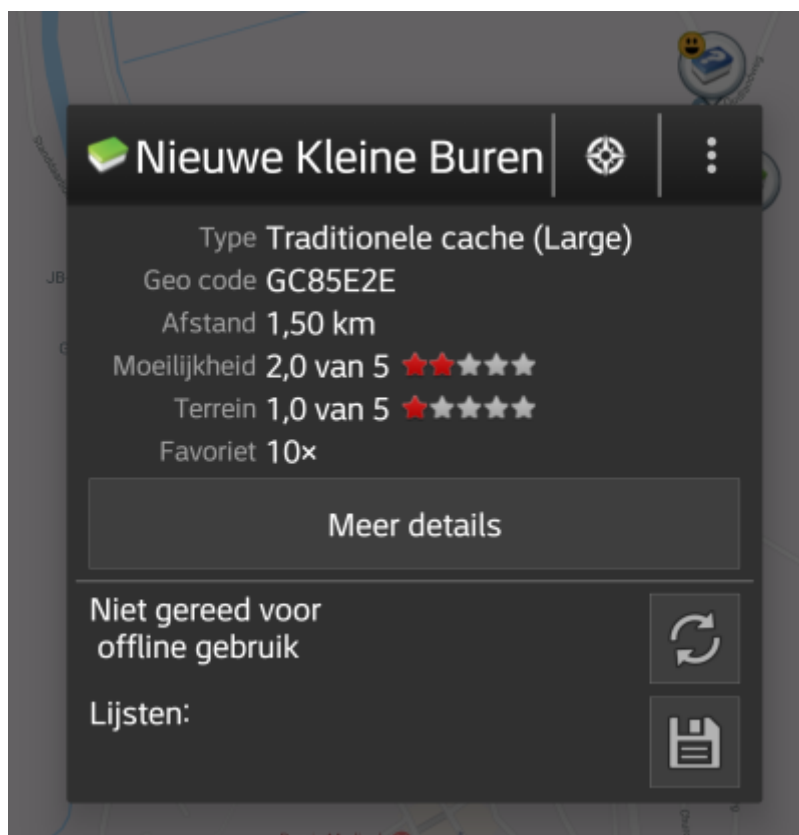 Nieuwe Kleine Buren
Type Traditionele cache (Large)
Geo code GC85E2E
Afstand 1,50 km
Moeilijkheid 2,0 van 5
Terrein 1,0 van 5
Favoriet 10×
Meer details
Niet gereed voor
offline gebruik
Lijsten:
JB
G